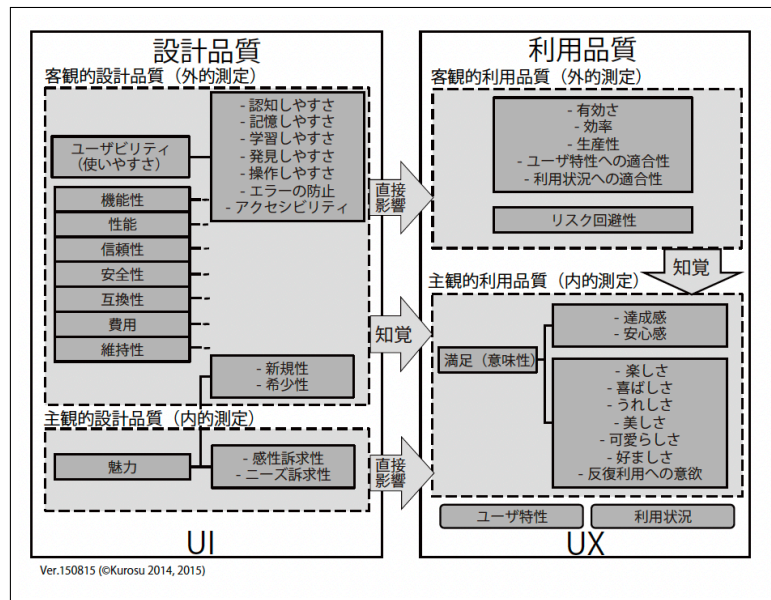 設計品質
客観的設計品質（外的測定）
ユーザビリティ
（使いやすさ）
- 認知しやすさ
- 記憶しやすさ
- 学習しやすさ
- 発見しやすさ
- 操作しやすさ
- エラーの防止
- アクセシビリティ
機能性
性能
信頼性
安全性
互換性
費用
維持性
- 新規性
- 希少性
主観的設計品質（内的測定）
魅力
- 感性訴求性
- ニーズ訴求性
UI
直接
影響
知覚
直接
影響
利用品質
客観的利用品質（外的測定）
- 有効さ
- 効率
- 生産性
- ユーザ特性への適合性
- 利用状況への適合性
リスク回避性
知覚
主観的利用品質（内的測定）
満足（意味性）
- 達成感
- 安心感
- 楽しさ
- 喜ばしさ
- うれしさ
- 美しさ
- 可愛らしさ
- 好ましさ
- 反復利用への意欲
ユーザ特性
利用状況
UX
Ver.150815 (©Kurosu 2014, 2015)